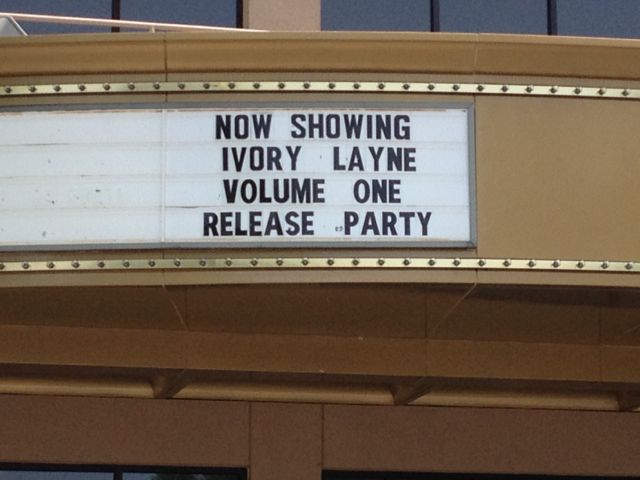 NOW SHOWING
IVORY LAYNE
VOLUME ONE
RELEASE PARTY